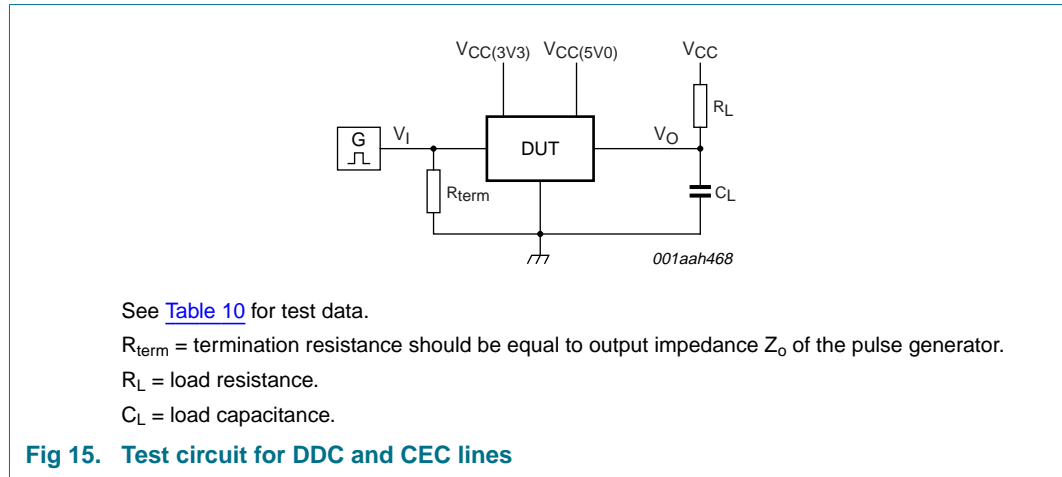 VCC(3V3) VCC(5V0) VCC
RL
G VI DUT VO
Rterm CL
001aah468
See Table 10 for test data.
Rterm = termination resistance should be equal to output impedance Zo of the pulse generator.
RL = load resistance.
CL = load capacitance.
Fig 15. Test circuit for DDC and CEC lines